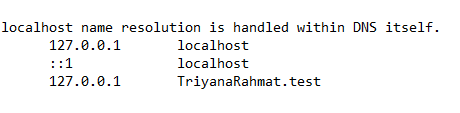 localhost name resolution is handled within DNS itself.
127.0.0.1 localhost
::1 localhost
127.0.0.1 TriyanaRahmat.test